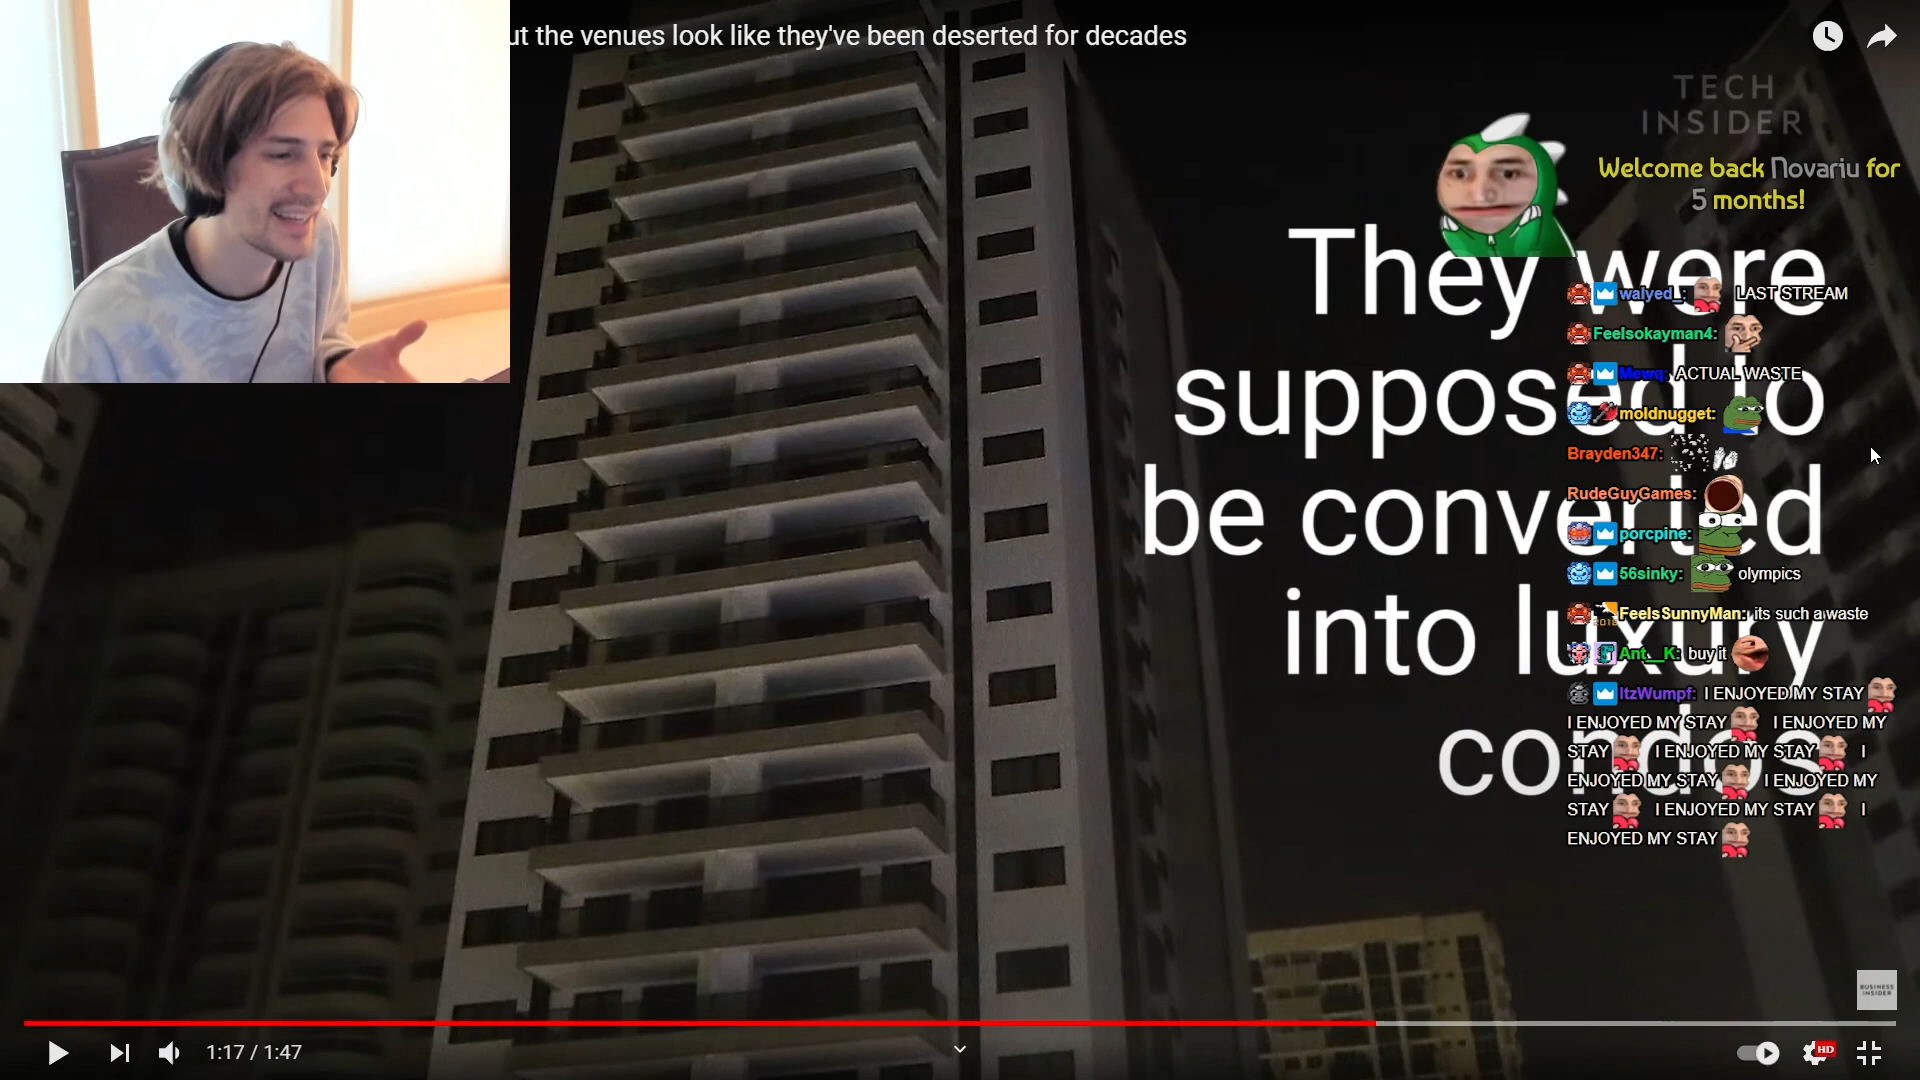 ut the venues look like they've been deserted for decades
TECH
INSIDER
Welcome back Novariu for
5 months!
They were
supposed to
be converted
into luxury
condos
waiyed_: LAST STREAM
Feelsokayman4:
Mewq: ACTUAL WASTE
moldnugget:
Brayden347:
RudeGuyGames:
porcpine:
56sinky: olympics
FeelsSunnyMan: its such a waste
Ant__K: buy it
ItzWumpf: I ENJOYED MY STAY
I ENJOYED MY STAY I ENJOYED MY
STAY I ENJOYED MY STAY I
ENJOYED MY STAY I ENJOYED MY
STAY I ENJOYED MY STAY I
ENJOYED MY STAY
BUSINESS
INSIDER
1:17 / 1:47
HD